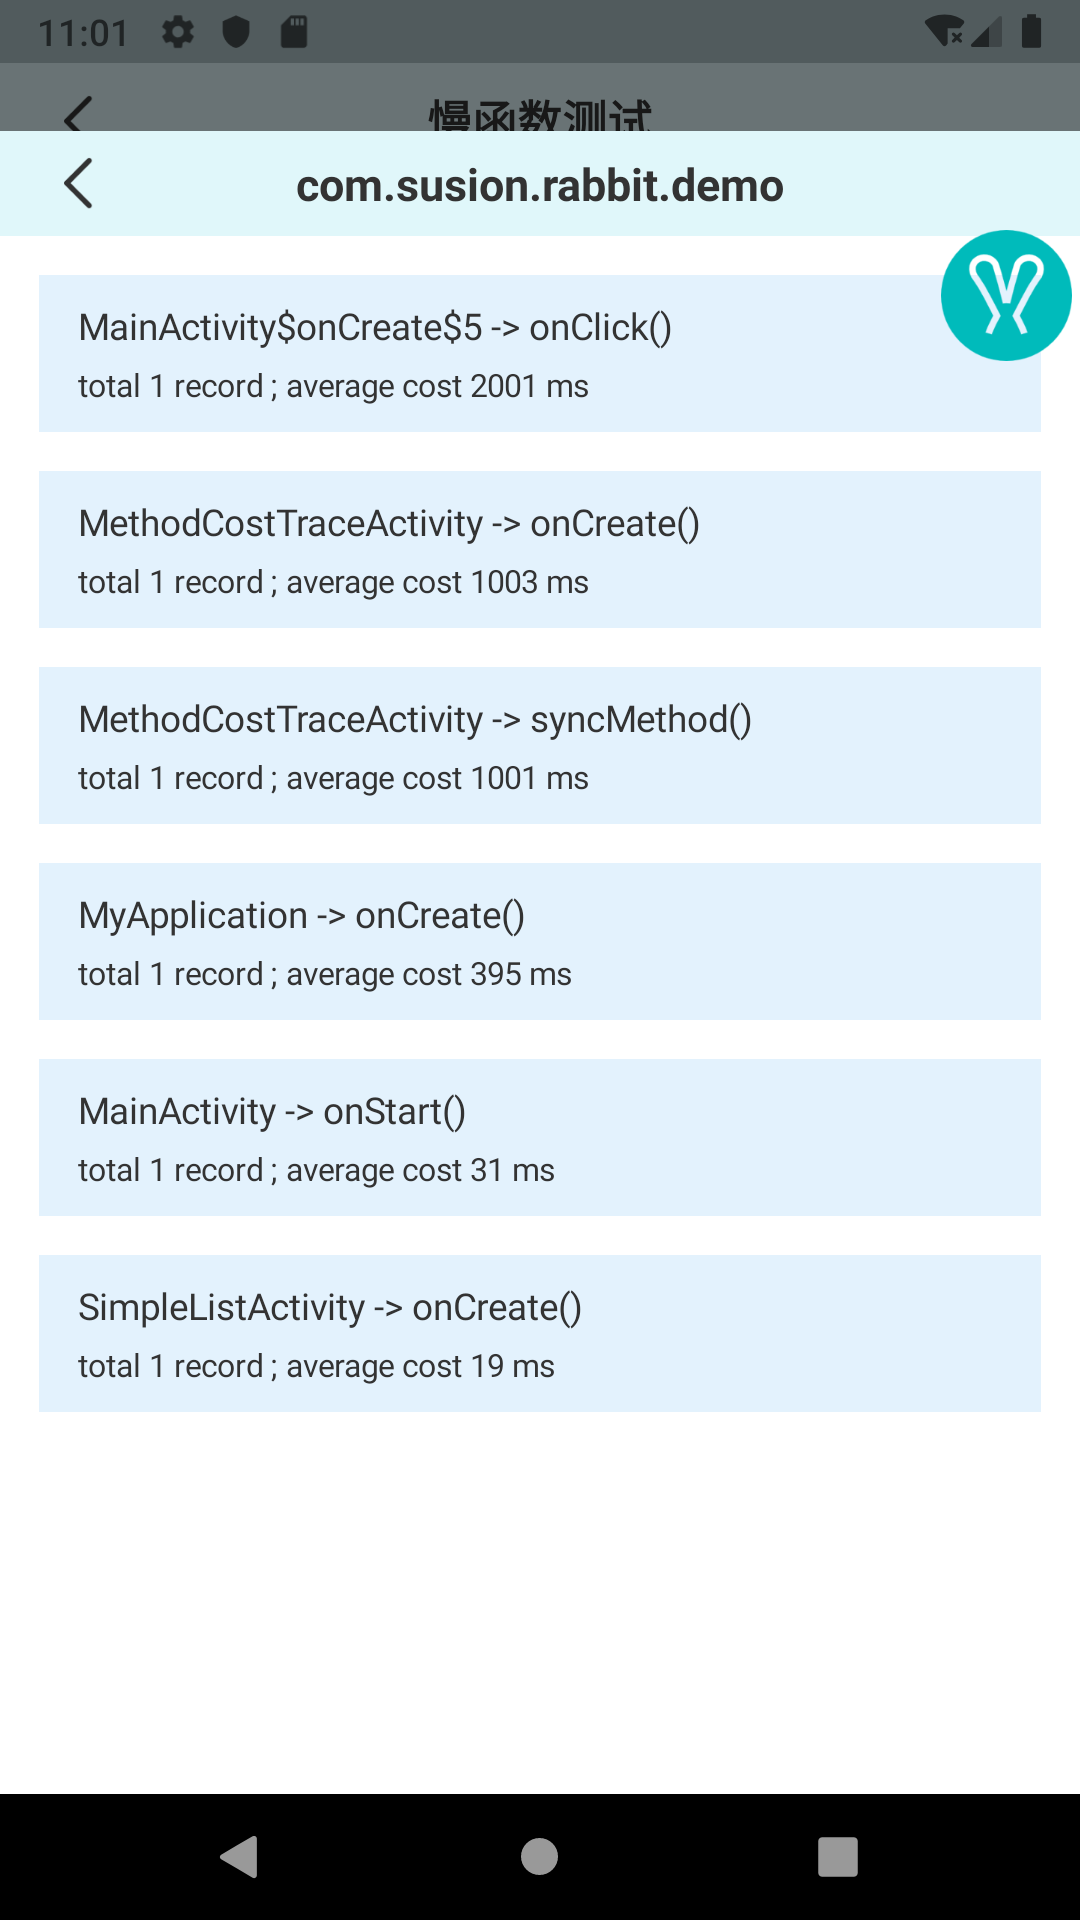 11:01
慢函数测试
com.susion.rabbit.demo
MainActivity$onCreate$5 -> onClick()
total 1 record ; average cost 2001 ms
MethodCostTraceActivity -> onCreate()
total 1 record ; average cost 1003 ms
MethodCostTraceActivity -> syncMethod()
total 1 record ; average cost 1001 ms
MyApplication -> onCreate()
total 1 record ; average cost 395 ms
MainActivity -> onStart()
total 1 record ; average cost 31 ms
SimpleListActivity -> onCreate()
total 1 record ; average cost 19 ms